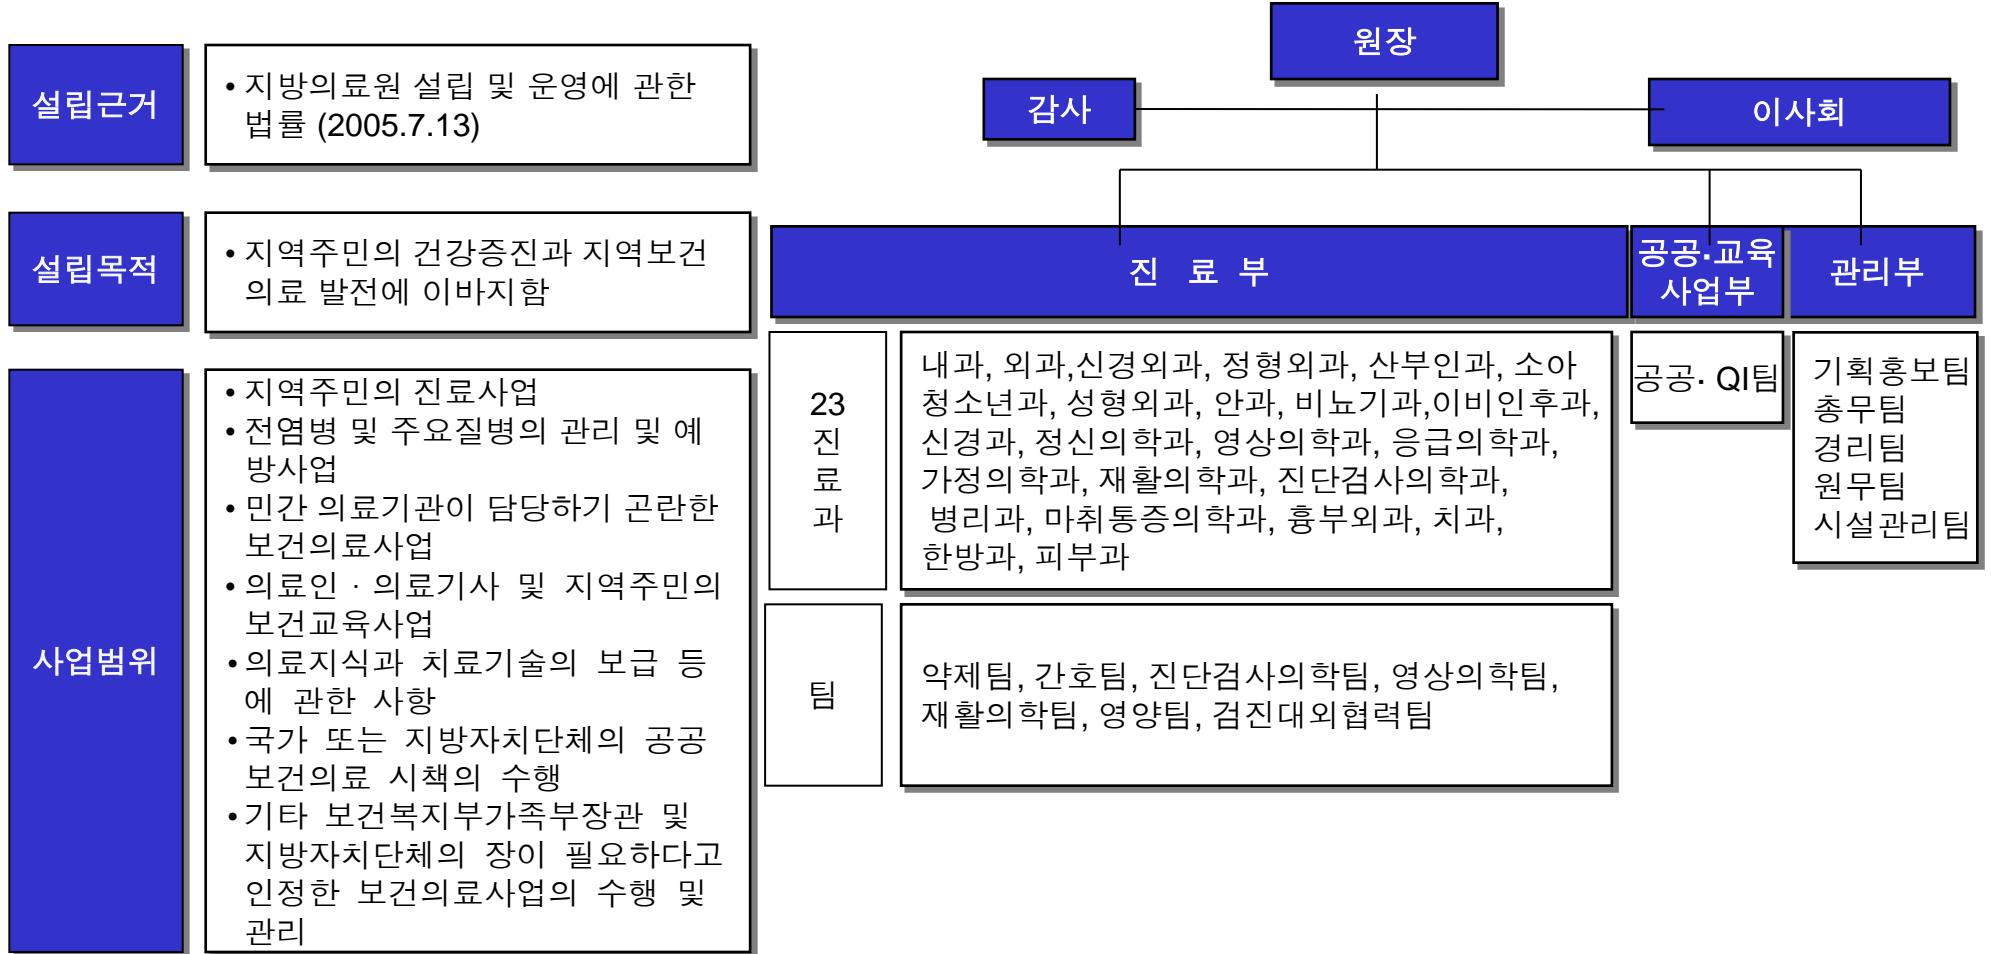 설립근거
• 지방의료원 설립 및 운영에 관한
법률 (2005.7.13)
설립목적
• 지역주민의 건강증진과 지역보건
의료 발전에 이바지함
사업범위
• 지역주민의 진료사업
• 전염병 및 주요질병의 관리 및 예
방사업
• 민간 의료기관이 담당하기 곤란한
보건의료사업
• 의료인 · 의료기사 및 지역주민의
보건교육사업
• 의료지식과 치료기술의 보급 등
에 관한 사항
• 국가 또는 지방자치단체의 공공
보건의료 시책의 수행
• 기타 보건복지부가족부장관 및
지방자치단체의 장이 필요하다고
인정한 보건의료사업의 수행 및
관리
원장
감사
이사회
진 료 부
공공·교육
사업부
관리부
23
진
료
과
내과, 외과,신경외과, 정형외과, 산부인과, 소아
청소년과, 성형외과, 안과, 비뇨기과,이비인후과,
신경과, 정신의학과, 영상의학과, 응급의학과,
가정의학과, 재활의학과, 진단검사의학과,
병리과, 마취통증의학과, 흉부외과, 치과,
한방과, 피부과
공공· QI팀
기획홍보팀
총무팀
경리팀
원무팀
시설관리팀
팀
약제팀, 간호팀, 진단검사의학팀, 영상의학팀,
재활의학팀, 영양팀, 검진대외협력팀